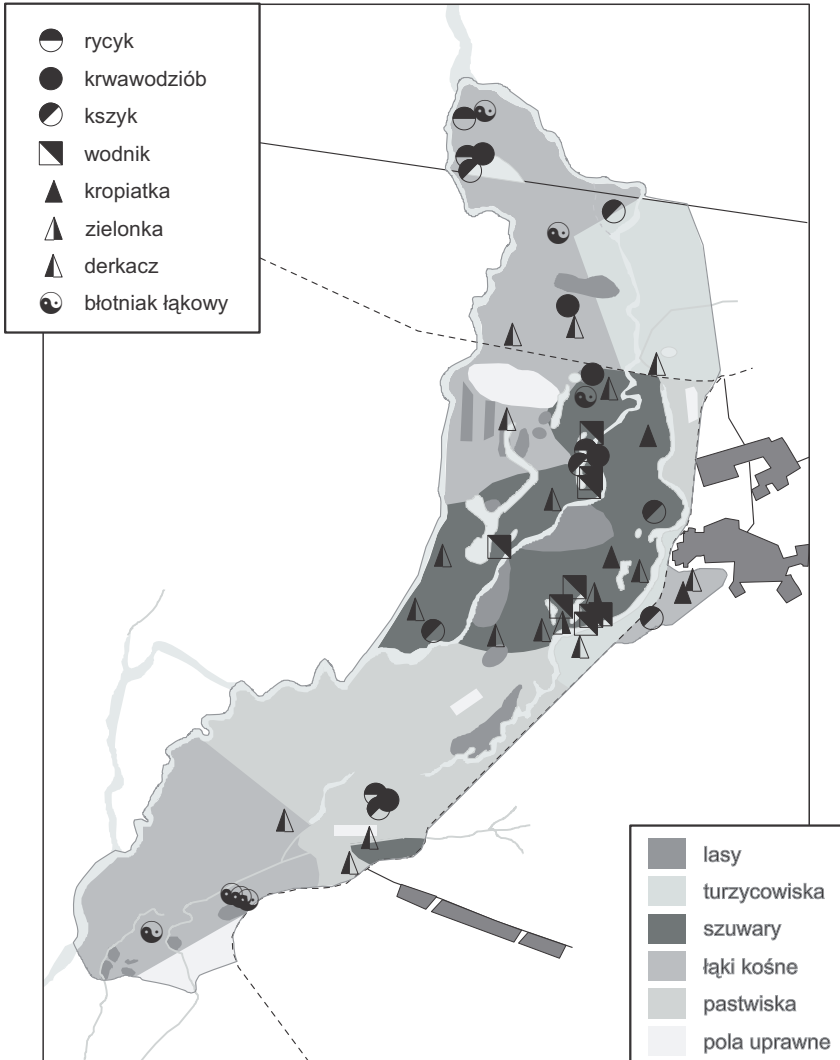 rycyk
krwawodziób
kszyk
wodnik
kropiatka
zielonka
derkacz
błotniak łąkowy
lasy
turzycowiska
szuwary
łąki kośne
pastwiska
pola uprawne